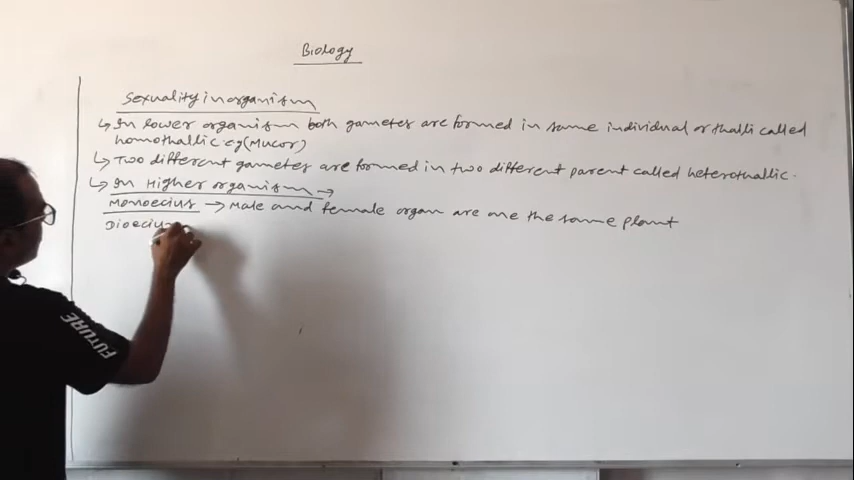 Biology
Sexuality in organism
↳ In lower organism both gametes are formed in same individual or thalli called
homothallic eg (Mucor)
↳ Two different gametes are formed in two different parent called heterothallic.
↳ In Higher organism →
Monoecius → Male and female organ are one the same plant
Dioeciu
FUTURE